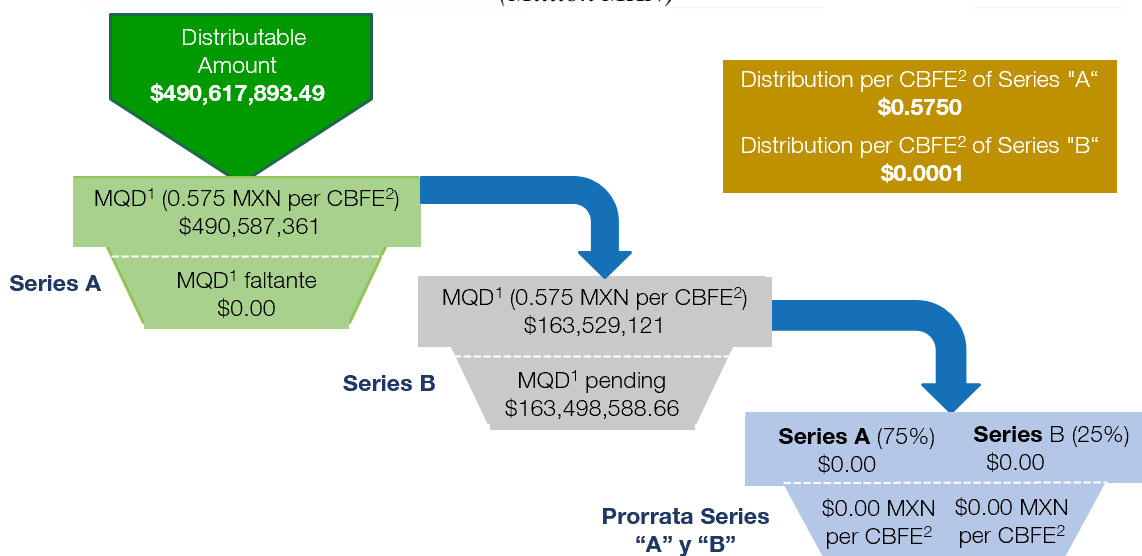 (Million MXN)
Distributable
Amount
$490,617,893.49
Distribution per CBFE² of Series "A“
$0.5750
Distribution per CBFE² of Series "B“
$0.0001
MQD¹ (0.575 MXN per CBFE²)
$490,587,361
Series A
MQD¹ faltante
$0.00
MQD¹ (0.575 MXN per CBFE²)
$163,529,121
Series B
MQD¹ pending
$163,498,588.66
Series A (75%)
$0.00
Series B (25%)
$0.00
Prorrata Series
“A” y “B”
$0.00 MXN
per CBFE²
$0.00 MXN
per CBFE²